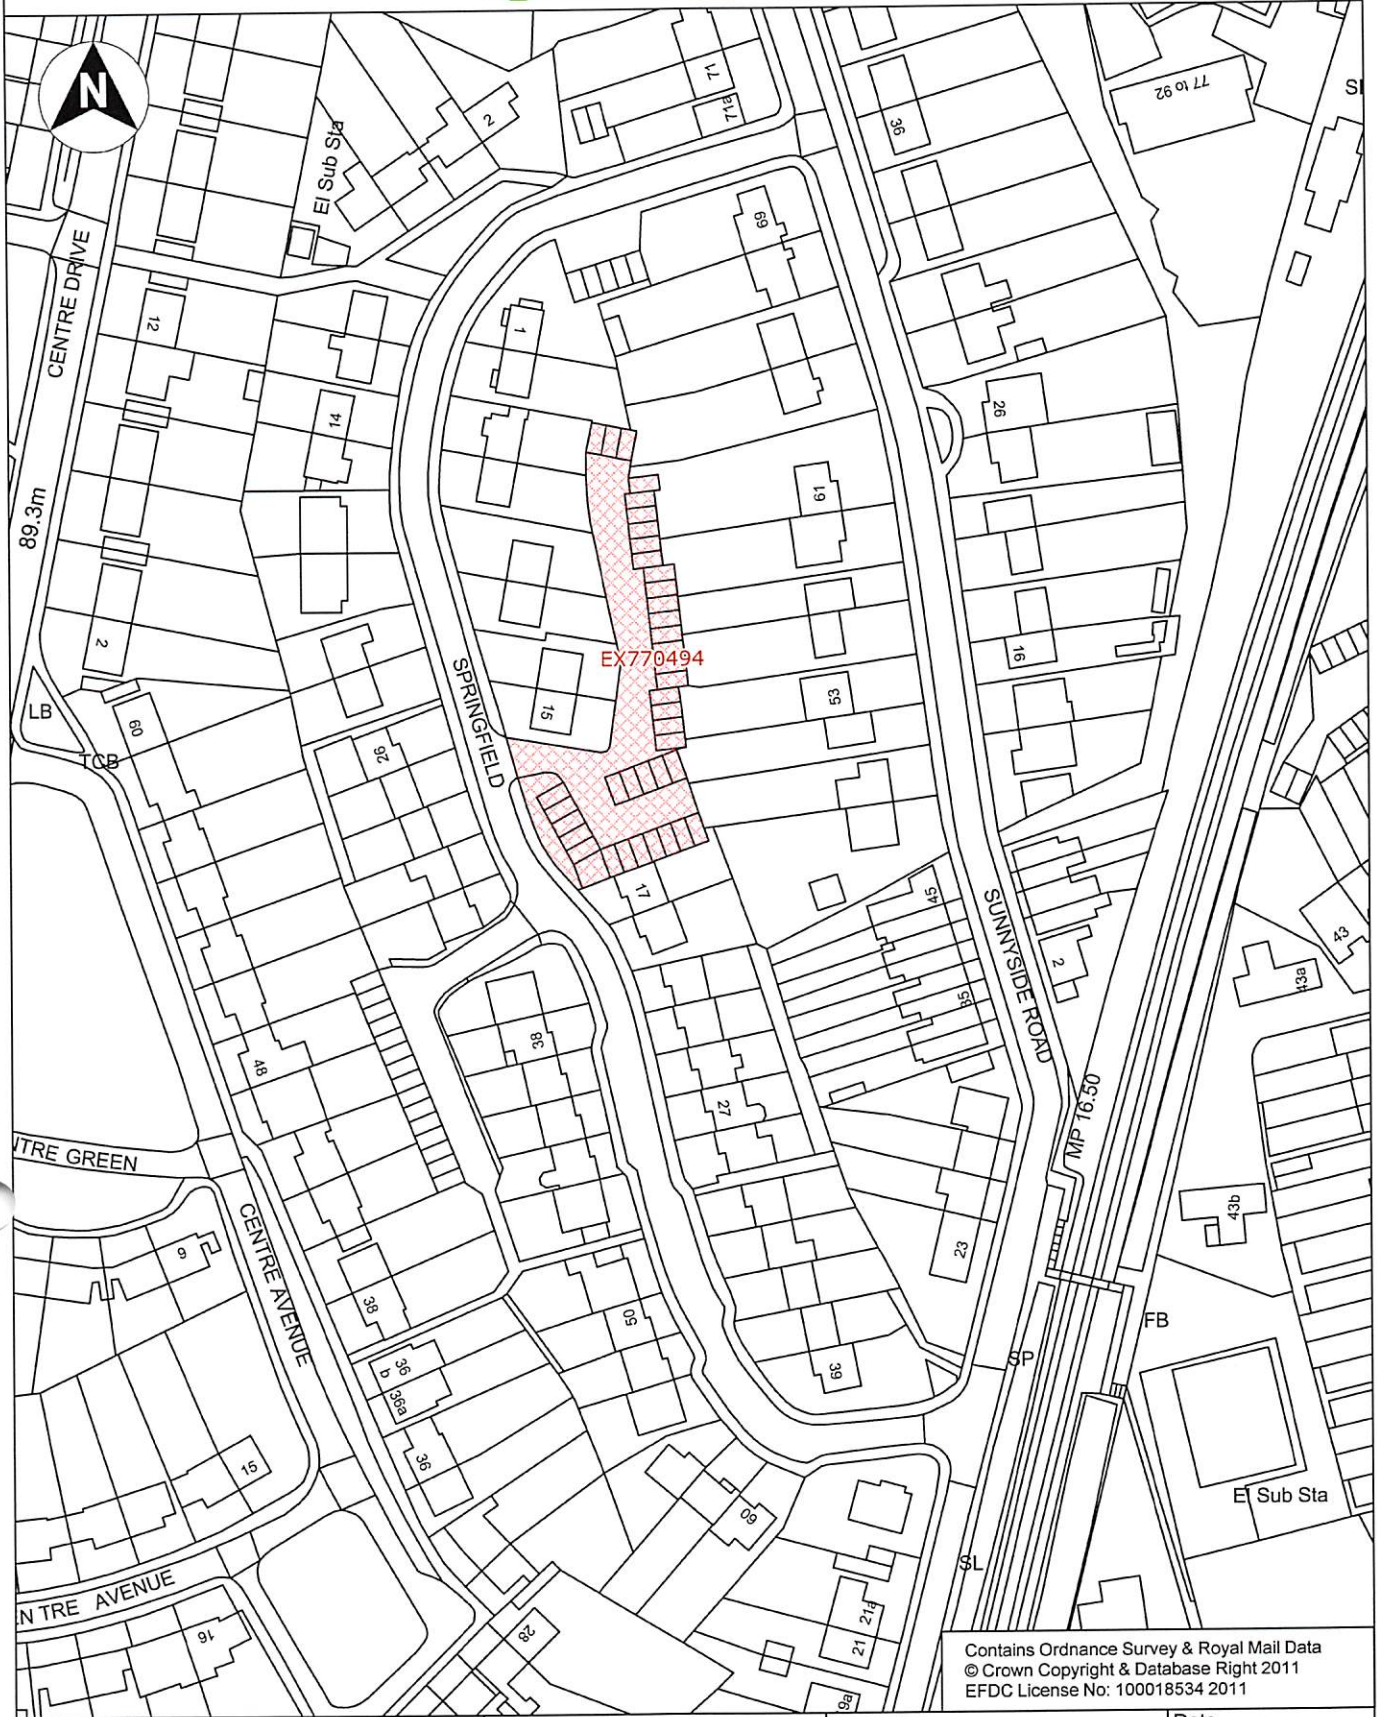 N
2
71
71a
36
77 to 92
El Sub Sta
69
CENTRE DRIVE
12
1
14
26
89.3m
61
2
16
EX770494
53
LB
60
TCB
15
SPRINGFIELD
26
17
45
SUNNYSIDE ROAD
2
43
43a
35
38
48
27
MP 16.50
NTRE GREEN
CENTRE AVENUE
9
43b
23
38
50
FB
SP
39
36
b
36a
36
15
60
El Sub Sta
SL
EN TRE AVENUE
16
28
21a
21
9a
Contains Ordnance Survey & Royal Mail Data
© Crown Copyright & Database Right 2011
EFDC License No: 100018534 2011